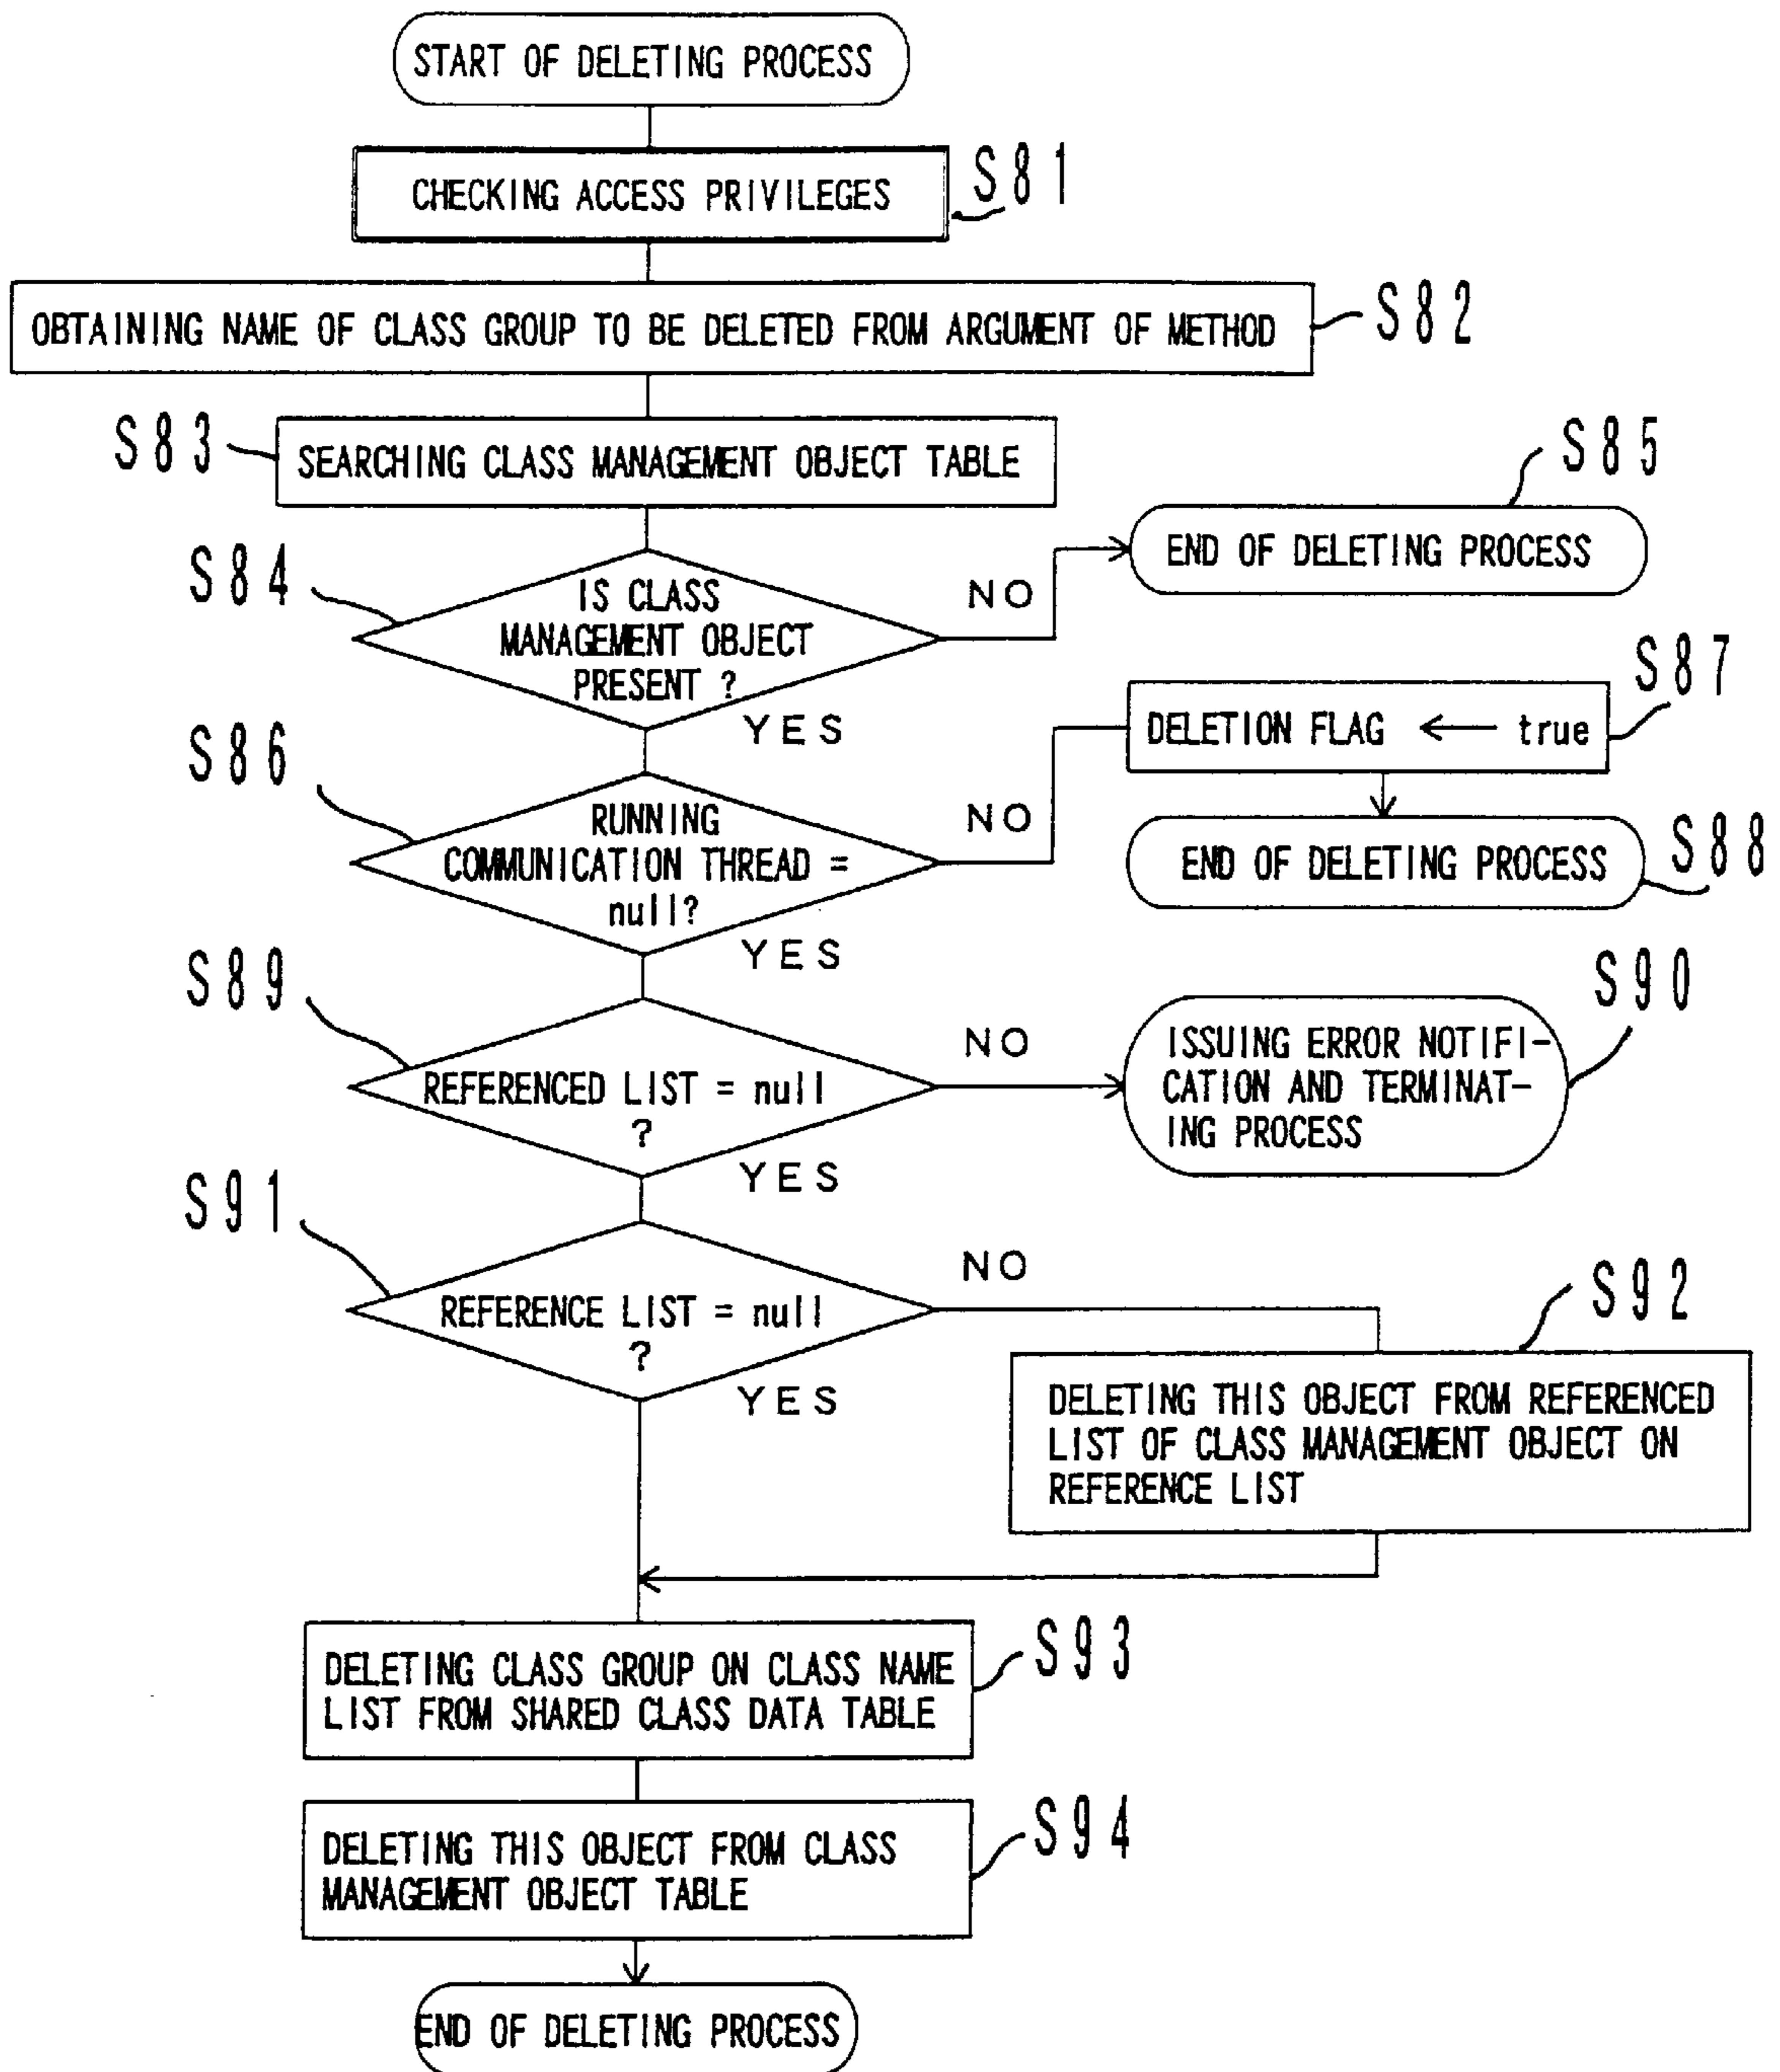 START OF DELETING PROCESS
CHECKING ACCESS PRIVILEGES
S81
OBTAINING NAME OF CLASS GROUP TO BE DELETED FROM ARGUMENT OF METHOD
S82
S83
SEARCHING CLASS MANAGEMENT OBJECT TABLE
S85
END OF DELETING PROCESS
S84
IS CLASS
MANAGEMENT OBJECT
PRESENT ?
NO
YES
S87
DELETION FLAG ← true
S86
RUNNING
COMMUNICATION THREAD =
null?
NO
YES
END OF DELETING PROCESS
S88
S89
REFERENCED LIST = null
?
NO
YES
S90
ISSUING ERROR NOTIFI-
CATION AND TERMINAT-
ING PROCESS
S91
REFERENCE LIST = null
?
NO
YES
S92
DELETING THIS OBJECT FROM REFERENCED
LIST OF CLASS MANAGEMENT OBJECT ON
REFERENCE LIST
DELETING CLASS GROUP ON CLASS NAME
LIST FROM SHARED CLASS DATA TABLE
S93
DELETING THIS OBJECT FROM CLASS
MANAGEMENT OBJECT TABLE
S94
END OF DELETING PROCESS